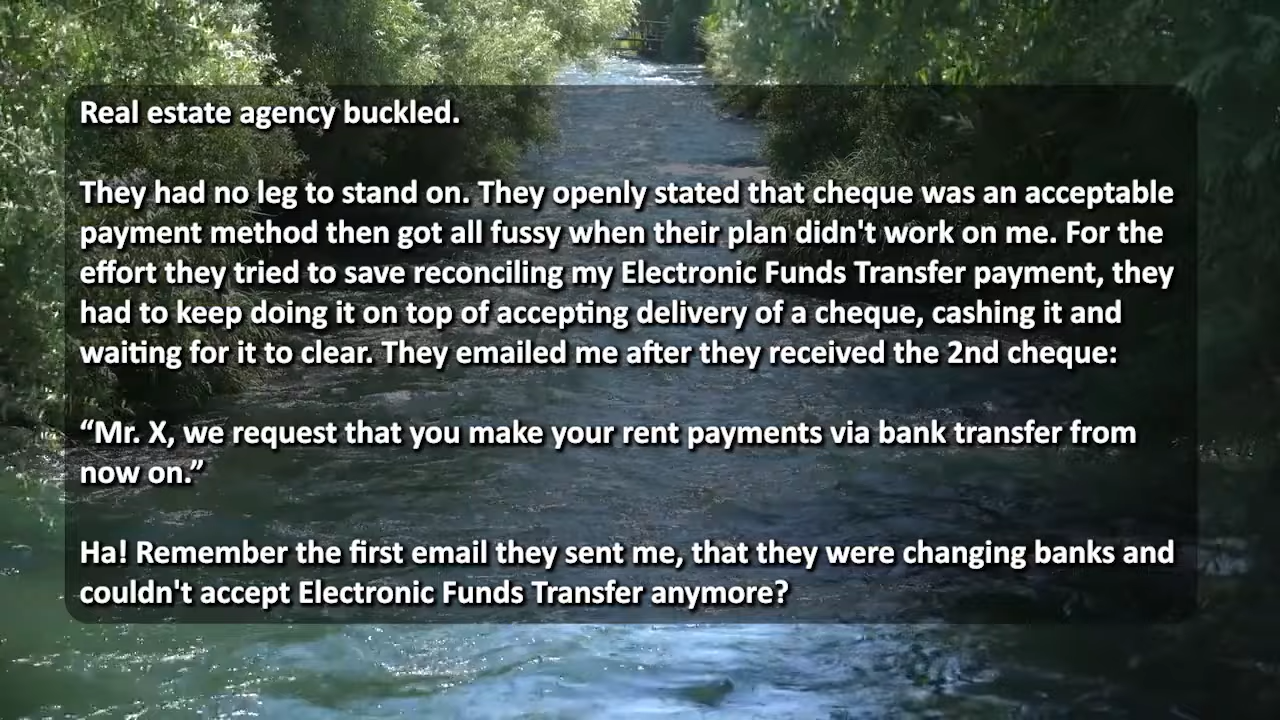 Real estate agency buckled.
They had no leg to stand on. They openly stated that cheque was an acceptable
payment method then got all fussy when their plan didn't work on me. For the
effort they tried to save reconciling my Electronic Funds Transfer payment, they
had to keep doing it on top of accepting delivery of a cheque, cashing it and
waiting for it to clear. They emailed me after they received the 2nd cheque:
“Mr. X, we request that you make your rent payments via bank transfer from
now on.”
Ha! Remember the first email they sent me, that they were changing banks and
couldn't accept Electronic Funds Transfer anymore?